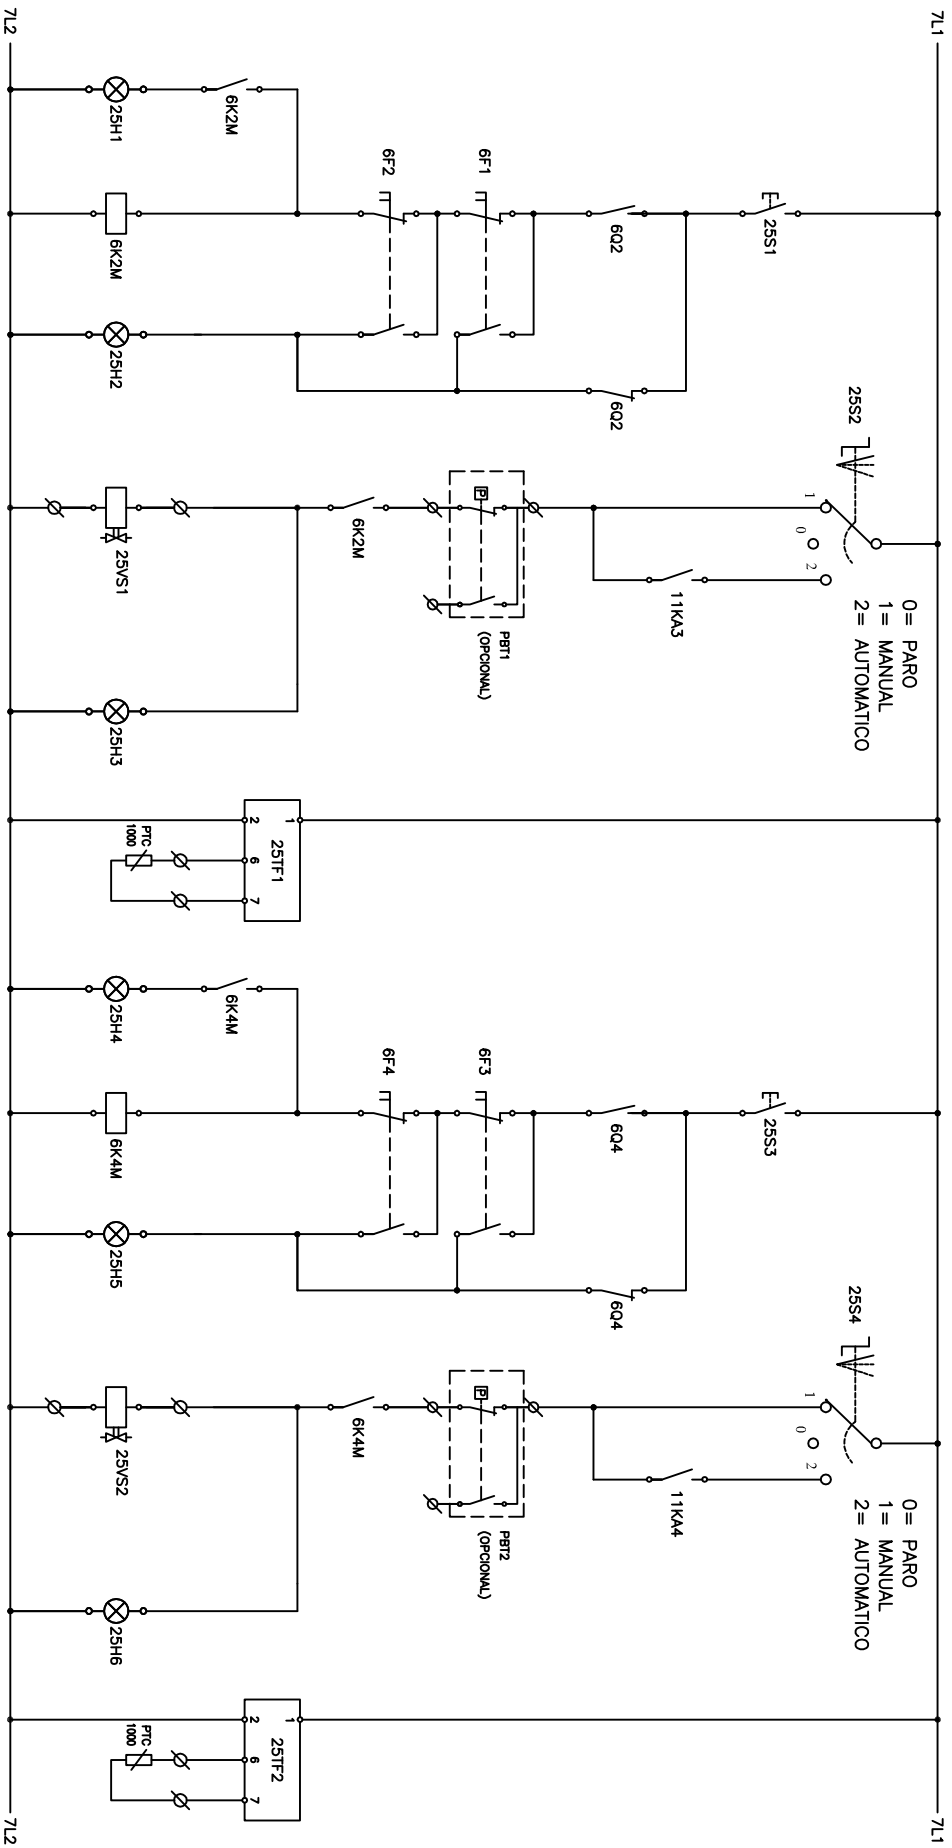 7L1
7L1
25S1
25S2
1
0
2
0= PARO
1= MANUAL
2= AUTOMATICO
25S3
25S4
1
0
2
0= PARO
1= MANUAL
2= AUTOMATICO
6Q2
6Q2
11KA3
6Q4
6Q4
11KA4
6F1
P
PBT1
(OPCIONAL)
6F3
P
PBT2
(OPCIONAL)
6F2
6K2M
6F4
6K4M
6K2M
1
25TF1
2
6
7
6K4M
1
25TF2
2
6
7
25H1
6K2M
25H2
25VS1
25H3
PTC
1000
25H4
6K4M
25H5
25VS2
25H6
PTC
1000
7L2
7L2